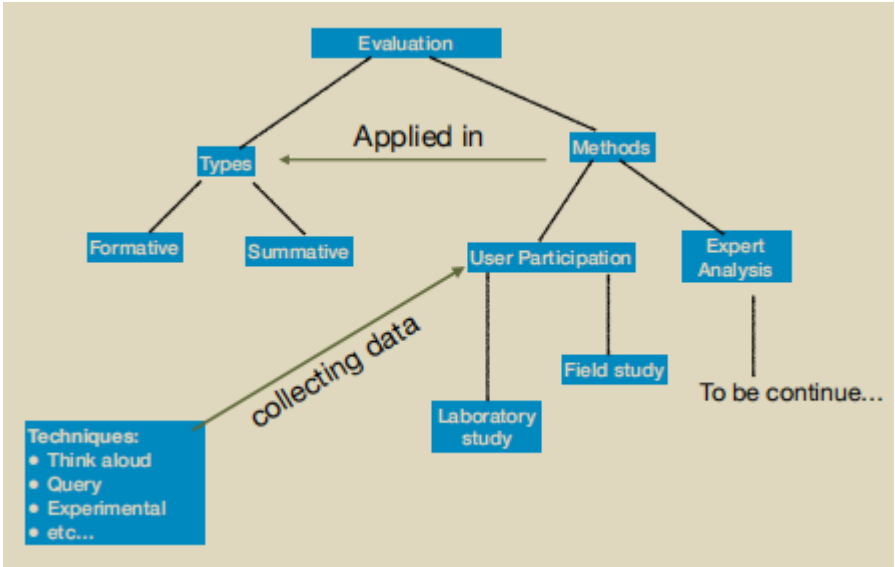 Evaluation
Applied in
Types
Methods
Formative
Summative
User Participation
Expert
Analysis
collecting data
Field study
To be continue...
Laboratory
study
Techniques:
● Think aloud
● Query
● Experimental
● etc...